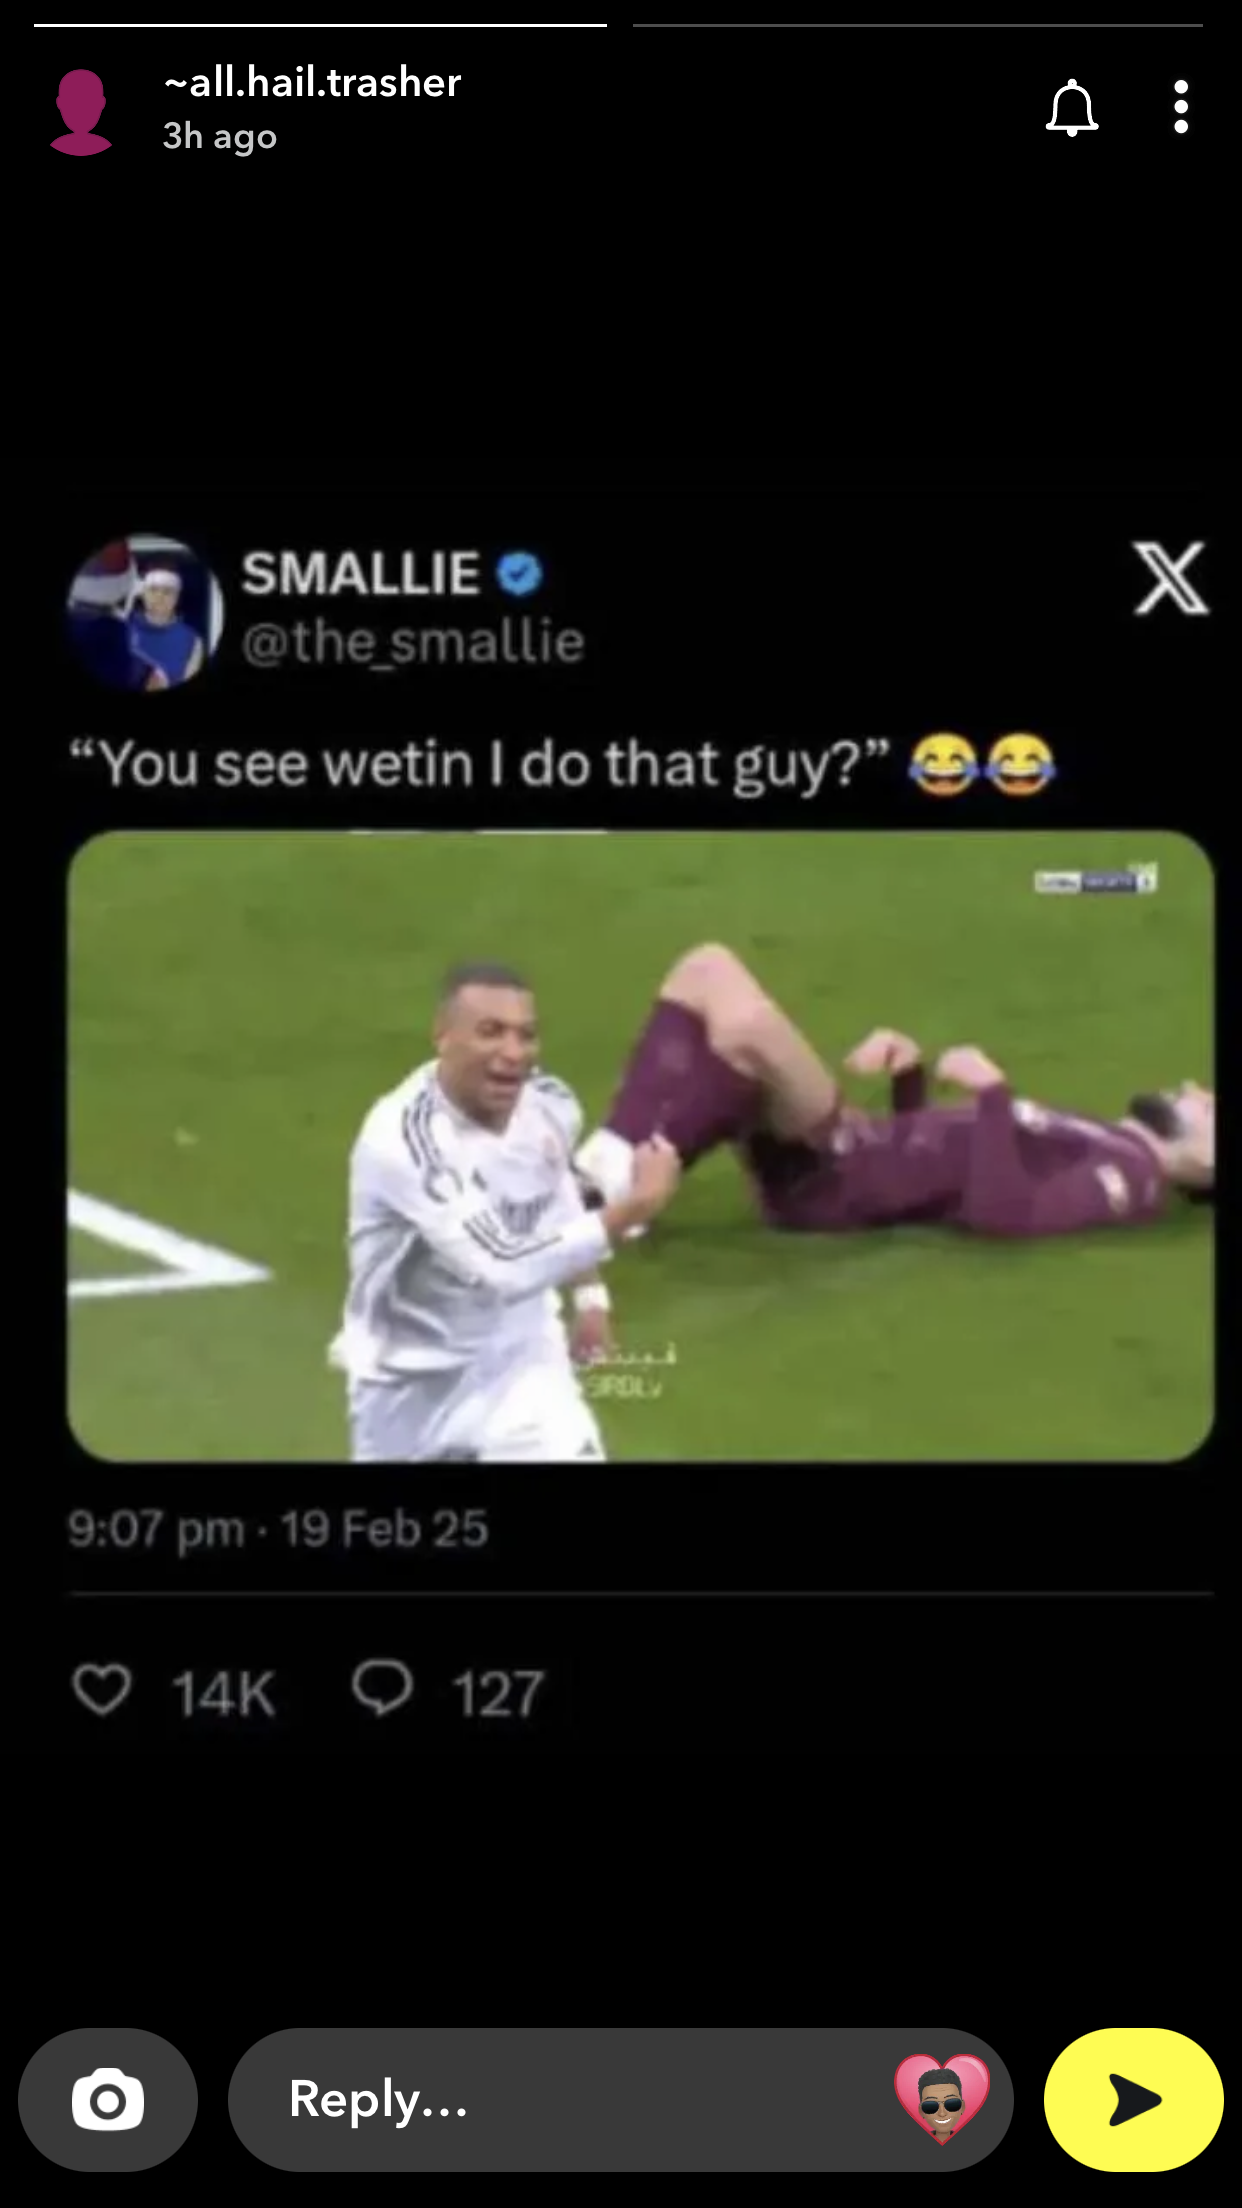 ~all.hail.trasher
3h ago
SMALLIE
@the_smallie
“You see wetin I do that guy?” 😂😂
9:07 pm · 19 Feb 25
14K 127
Reply...